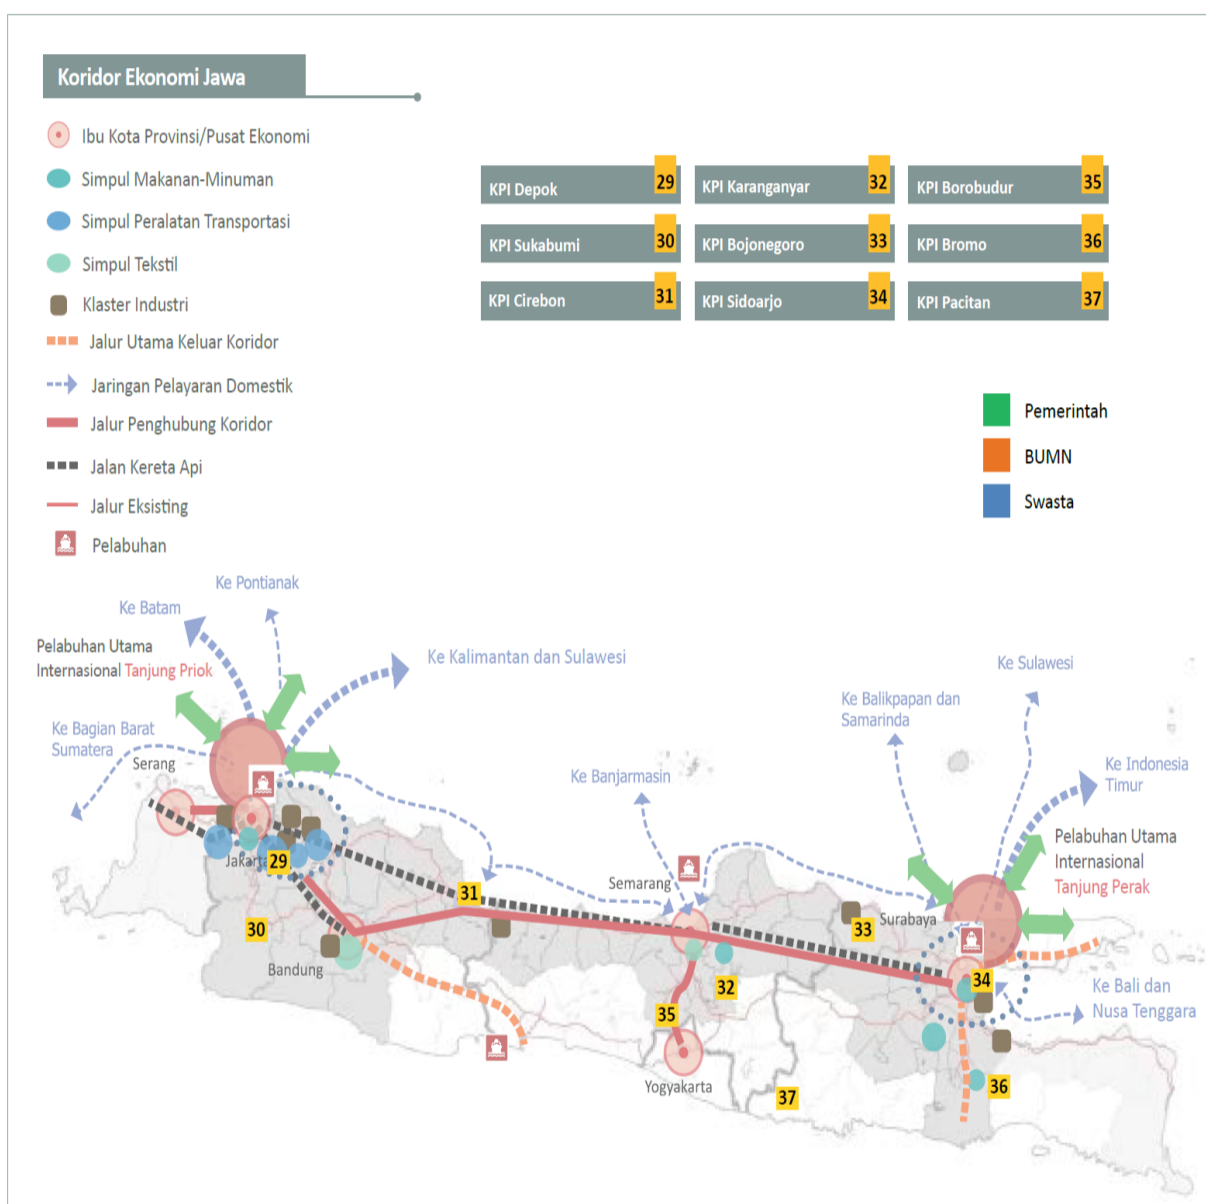 Koridor Ekonomi Jawa
Ibu Kota Provinsi/Pusat Ekonomi
Simpul Makanan-Minuman
Simpul Peralatan Transportasi
Simpul Tekstil
Klaster Industri
Jalur Utama Keluar Koridor
Jaringan Pelayaran Domestik
Jalur Penghubung Koridor
Jalan Kereta Api
Jalur Eksisting
Pelabuhan
KPI Depok 29
KPI Karanganyar 32
KPI Borobudur 35
KPI Sukabumi 30
KPI Bojonegoro 33
KPI Bromo 36
KPI Cirebon 31
KPI Sidoarjo 34
KPI Pacitan 37
Pemerintah
BUMN
Swasta
Ke Pontianak
Ke Batam
Pelabuhan Utama
Internasional Tanjung Priok
Ke Kalimantan dan Sulawesi
Ke Bagian Barat
Sumatera
Serang
Jakarta
29
30
31
Bandung
Ke Banjarmasin
Semarang
32
35
Yogyakarta
37
Ke Balikpapan dan
Samarinda
Ke Sulawesi
Ke Indonesia
Timur
Pelabuhan Utama
Internasional
Tanjung Perak
33
Surabaya
34
Ke Bali dan
Nusa Tenggara
36